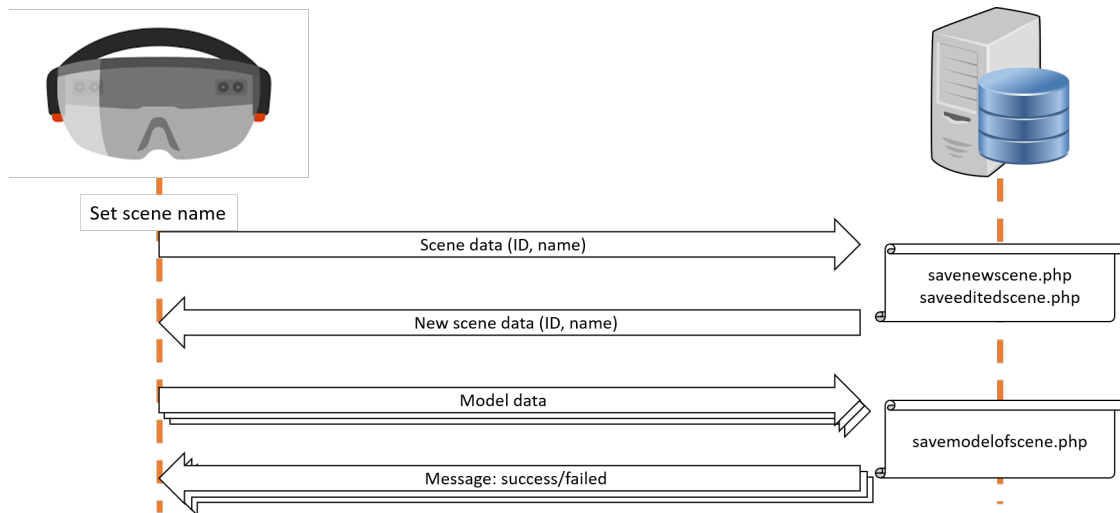 Set scene name
Scene data (ID, name)
savenewscene.php
saveeditedscene.php
New scene data (ID, name)
Model data
savemodelofscene.php
Message: success/failed